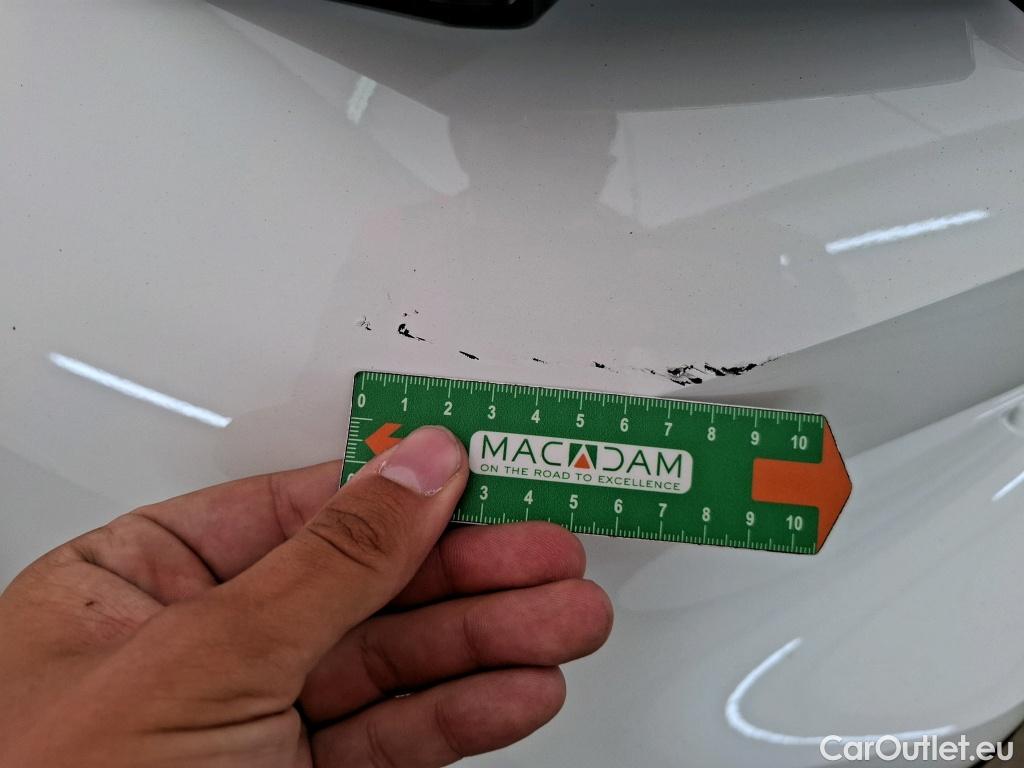 0 1 2 3 4 5 6 7 8 9 10
MACADAM
ON THE ROAD TO EXCELLENCE
3 4 5 6 7 8 9 10
CarOutlet.eu